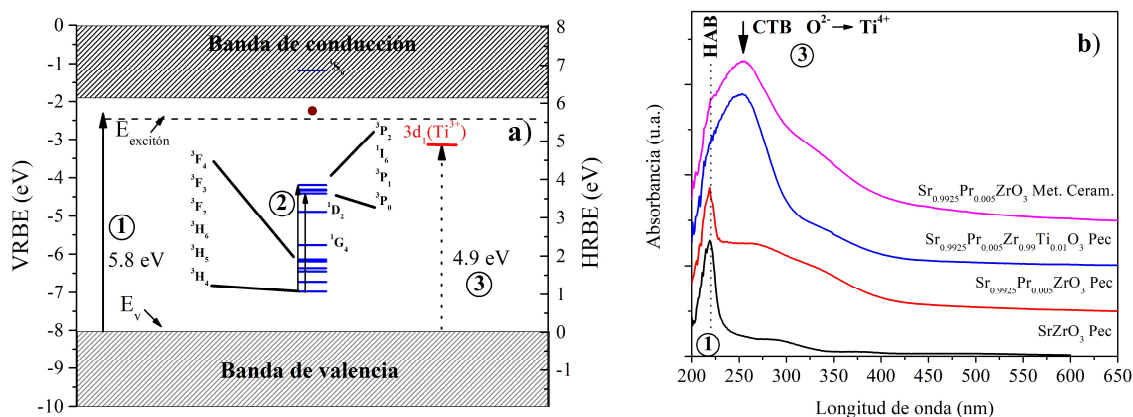 a)
VRBE (eV)
0
-1
-2
-3
-4
-5
-6
-7
-8
-9
-10
Banda de conducción
¹S₀
E_excitón
³F₄
³F₃
³F₂
³H₆
³H₅
³H₄
³P₂
¹I₆
³P₁
³P₀
¹D₂
¹G₄
3d₁(Ti³⁺)
①
5.8 eV
②
4.9 eV
③
E_v
Banda de valencia
8
7
6
5
4
3
2
1
0
-1
HRBE (eV)
b)
Absorbancia (u.a.)
HAB
CTB O²⁻→ Ti⁴⁺
③
Sr₀.₉₉₂₅Pr₀.₀₀₅ZrO₃ Met. Ceram.
Sr₀.₉₉₂₅Pr₀.₀₀₅Zr₀.₉₉Ti₀.₀₁O₃ Pec
Sr₀.₉₉₂₅Pr₀.₀₀₅ZrO₃ Pec
SrZrO₃ Pec
①
200 250 300 350 400 450 500 550 600 650
Longitud de onda (nm)